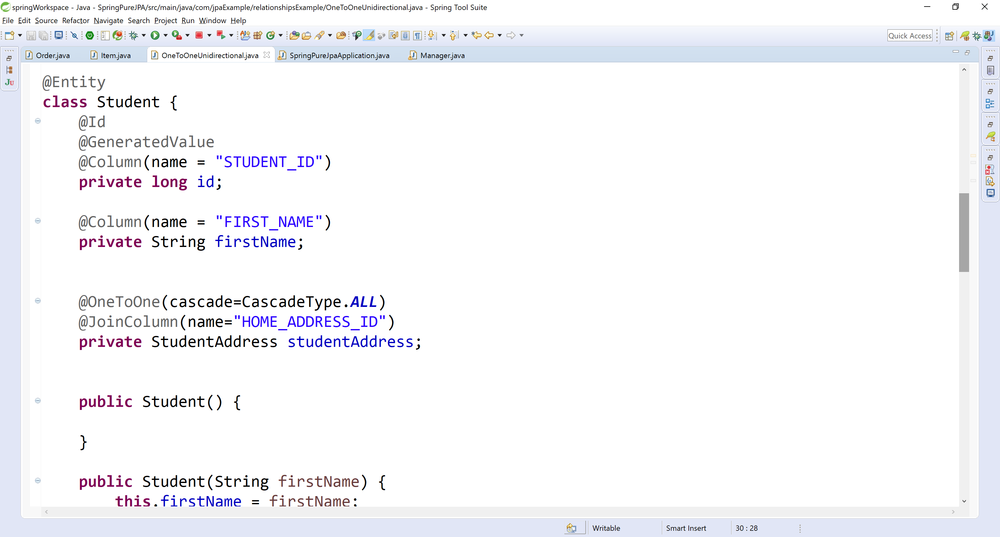 springWorkspace - Java - SpringPureJPA/src/main/java/com/jpaExample/relationshipsExample/OneToOneUnidirectional.java - Spring Tool Suite
File Edit Source Refactor Navigate Search Project Run Window Help
Quick Access
Order.java Item.java OneToOneUnidirectional.java SpringPureJpaApplication.java Manager.java
@Entity
class Student {
@Id
@GeneratedValue
@Column(name = "STUDENT_ID")
private long id;
@Column(name = "FIRST_NAME")
private String firstName;
@OneToOne(cascade=CascadeType.ALL)
@JoinColumn(name="HOME_ADDRESS_ID")
private StudentAddress studentAddress;
public Student() {
}
public Student(String firstName) {
this.firstName = firstName;
Writable Smart Insert 30 : 28